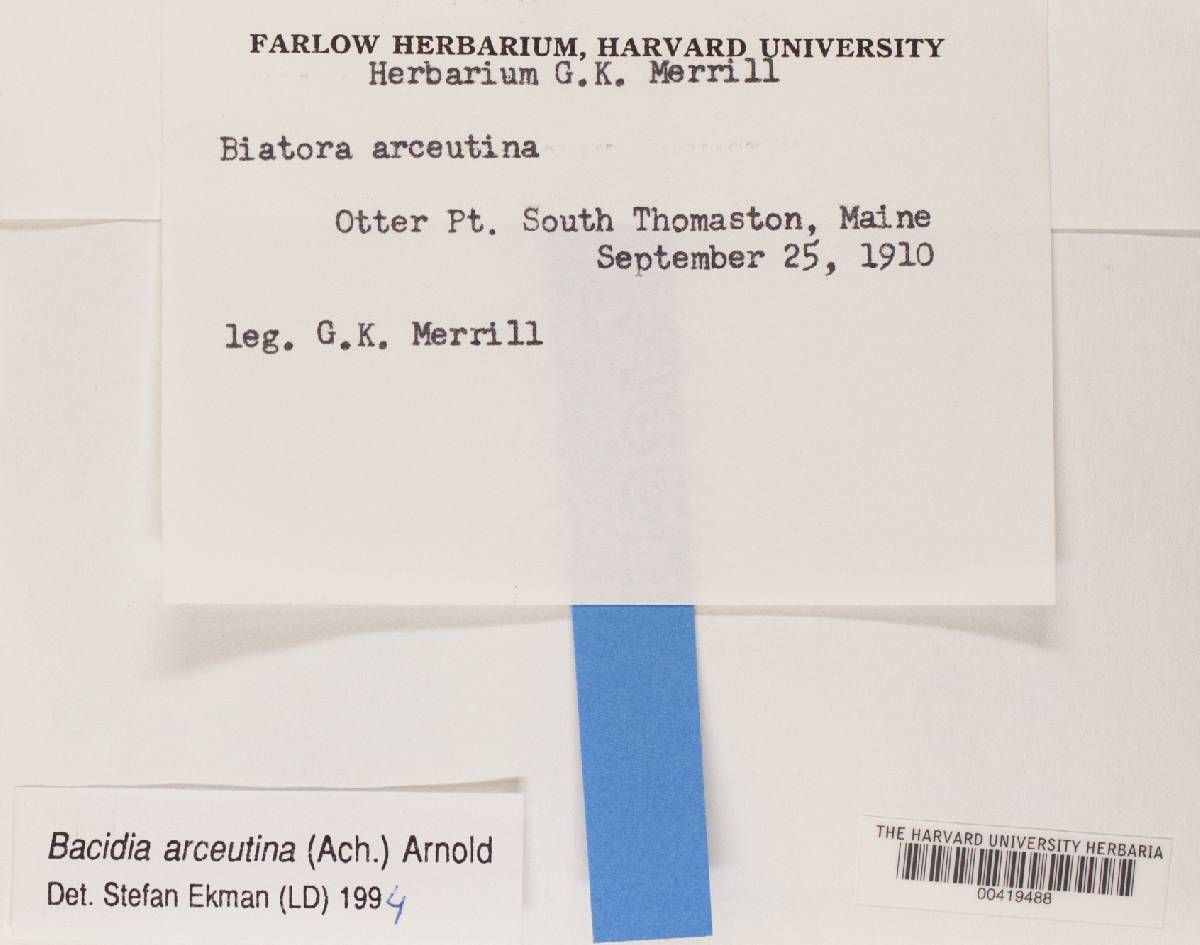 FARLOW HERBARIUM, HARVARD UNIVERSITY
Herbarium G.K. Merrill
Biatora arceutina
Otter Pt. South Thomaston, Maine
September 25, 1910
leg. G.K. Merrill
Bacidia arceutina (Ach.) Arnold
Det. Stefan Ekman (LD) 1994
THE HARVARD UNIVERSITY HERBARIA
00419488